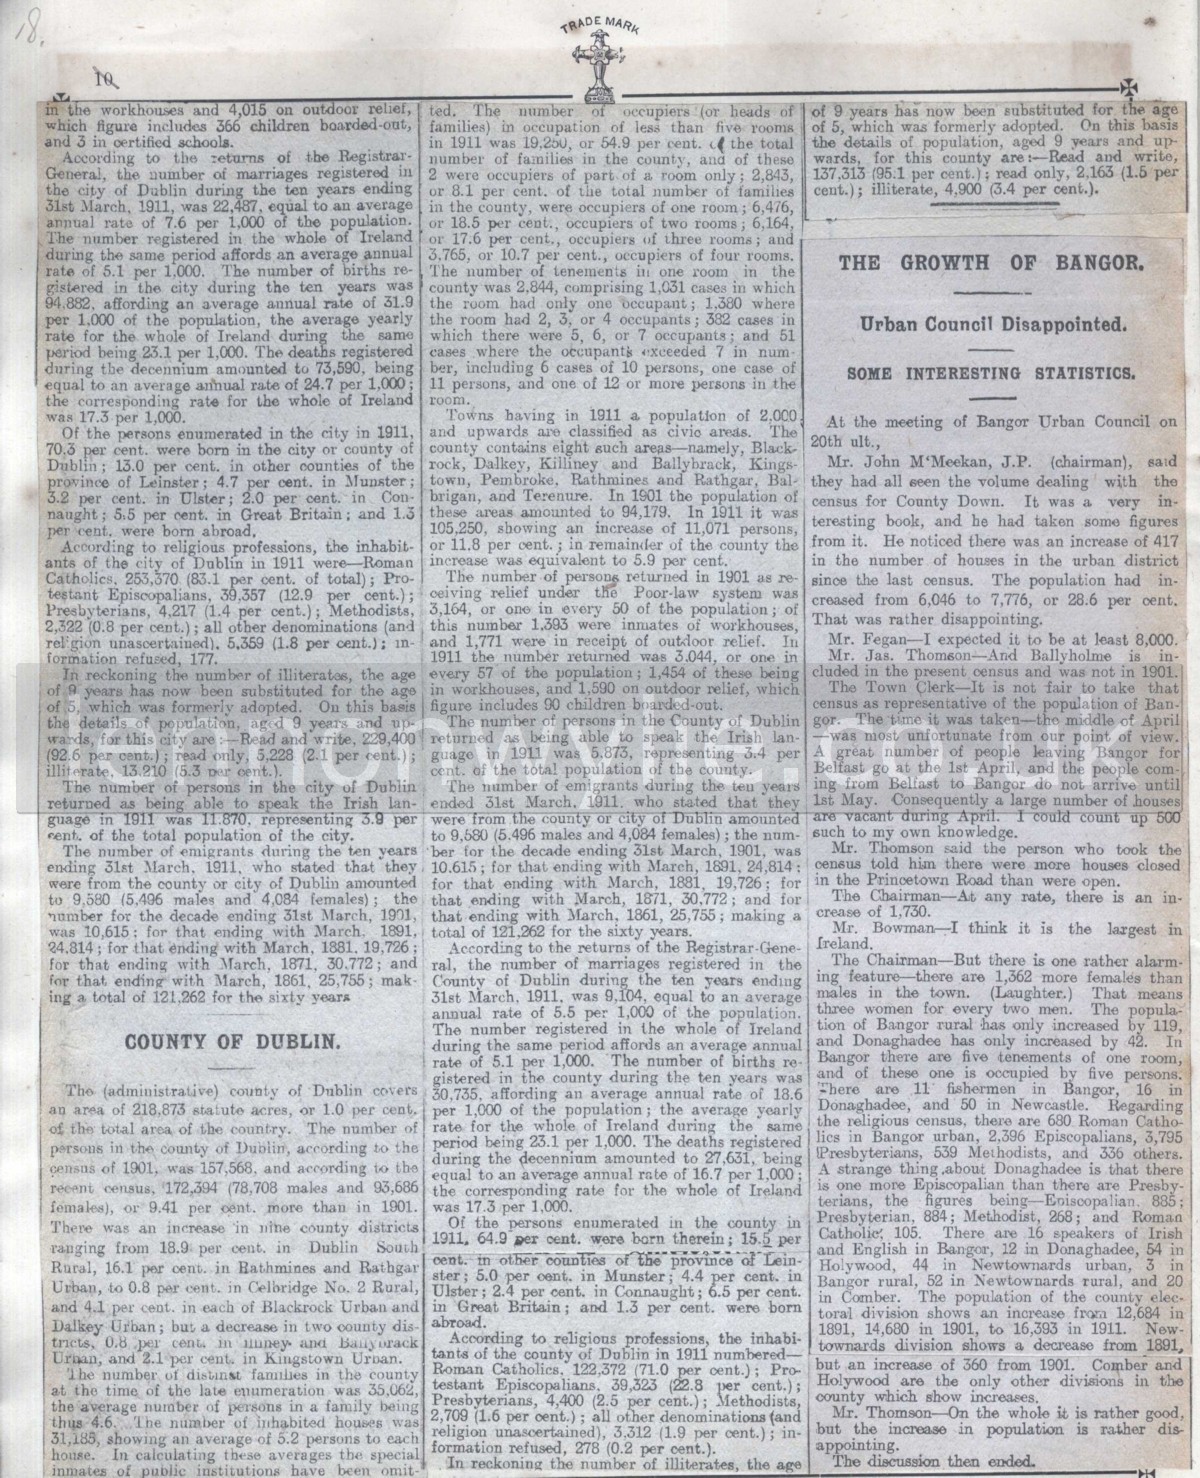 18.
TRADE MARK
10
in the workhouses and 4,015 on outdoor relief,
which figure includes 366 children boarded-out,
and 3 in certified schools.
According to the returns of the Registrar-
General, the number of marriages registered in
the city of Dublin during the ten years ending
31st March, 1911, was 22,487, equal to an average
annual rate of 7.6 per 1,000 of the population.
The number registered in the whole of Ireland
during the same period affords an average annual
rate of 5.1 per 1,000. The number of births re-
gistered in the city during the ten years was
94,882, affording an average annual rate of 31.9
per 1,000 of the population, the average yearly
rate for the whole of Ireland during the same
period being 23.1 per 1,000. The deaths registered
during the decennium amounted to 73,590, being
equal to an average annual rate of 24.7 per 1,000;
the corresponding rate for the whole of Ireland
was 17.3 per 1,000.
Of the persons enumerated in the city in 1911,
70.3 per cent. were born in the city or county of
Dublin; 13.0 per cent. in other counties of the
province of Leinster; 4.7 per cent. in Munster;
3.2 per cent. in Ulster; 2.0 per cent. in Con-
naught; 5.5 per cent. in Great Britain; and 1.3
per cent. were born abroad.
According to religious professions, the inhabit-
ants of the city of Dublin in 1911 were—Roman
Catholics, 253,370 (83.1 per cent. of total); Pro-
testant Episcopalians, 39,357 (12.9 per cent.);
Presbyterians, 4,217 (1.4 per cent.); Methodists,
2,322 (0.8 per cent.); all other denominations (and
religion unascertained), 5,359 (1.8 per cent.); in-
formation refused, 177.
In reckoning the number of illiterates, the age
of 9 years has now been substituted for the age
of 5, which was formerly adopted. On this basis
the details of population, aged 9 years and up-
wards, for this city are:—Read and write, 229,400
(92.6 per cent.); read only, 5,228 (2.1 per cent.);
illiterate, 13,210 (5.3 per cent.).
The number of persons in the city of Dublin
returned as being able to speak the Irish lan-
guage in 1911 was 11,870, representing 3.9 per
cent. of the total population of the city.
The number of emigrants during the ten years
ending 31st March, 1911, who stated that they
were from the county or city of Dublin amounted
to 9,580 (5,496 males and 4,084 females); the
number for the decade ending 31st March, 1901,
was 10,615; for that ending with March, 1891,
24,814; for that ending with March, 1881, 19,726;
for that ending with March, 1871, 30,772; and
for that ending with March, 1861, 25,755; mak-
ing a total of 121,262 for the sixty years
COUNTY OF DUBLIN.
The (administrative) county of Dublin covers
an area of 218,873 statute acres, or 1.0 per cent.
of the total area of the country. The number of
persons in the county of Dublin, according to the
census of 1901, was 157,568, and according to the
recent census, 172,394 (78,708 males and 93,686
females), or 9.41 per cent. more than in 1901.
There was an increase in nine county districts
ranging from 18.9 per cent. in Dublin South
Rural, 16.1 per cent. in Rathmines and Rathgar
Urban, to 0.8 per cent. in Celbridge No. 2 Rural,
and 4.1 per cent. in each of Blackrock Urban and
Dalkey Urban; but a decrease in two county dis-
tricts, 0.8 per cent. in and Ballybrack
Urban, and 2.1 per cent. in Kingstown Urban.
The number of distinct families in the county
at the time of the late enumeration was 35,062,
the average number of persons in a family being
thus 4.6. The number of inhabited houses was
31,185, showing an average of 5.2 persons to each
house. In calculating these averages the special
inmates of public institutions have been omit-
ted. The number of occupiers (or heads of
families) in occupation of less than five rooms
in 1911 was 19,250, or 54.9 per cent. of the total
number of families in the county, and of these
2 were occupiers of part of a room only; 2,843,
or 8.1 per cent. of the total number of families
in the county, were occupiers of one room; 6,476,
or 18.5 per cent., occupiers of two rooms; 6,164,
or 17.6 per cent., occupiers of three rooms; and
3,765, or 10.7 per cent., occupiers of four rooms.
The number of tenements in one room in the
county was 2,844, comprising 1,031 cases in which
the room had only one occupant; 1,380 where
the room had 2, 3, or 4 occupants; 382 cases in
which there were 5, 6, or 7 occupants; and 51
cases where the occupants exceeded 7 in num-
ber, including 6 cases of 10 persons, one case of
11 persons, and one of 12 or more persons in the
room.
Towns having in 1911 a population of 2,000
and upwards are classified as civic areas. The
county contains eight such areas—namely, Black-
rock, Dalkey, Killiney and Ballybrack, Kings-
town, Pembroke, Rathmines and Rathgar, Bal-
brigan, and Terenure. In 1901 the population of
these areas amounted to 94,179. In 1911 it was
105,250, showing an increase of 11,071 persons,
or 11.8 per cent.; in remainder of the county the
increase was equivalent to 5.9 per cent.
The number of persons returned in 1901 as re-
ceiving relief under the Poor-law system was
3,164, or one in every 50 of the population; of
this number 1,393 were inmates of workhouses,
and 1,771 were in receipt of outdoor relief. In
1911 the number returned was 3,044, or one in
every 57 of the population; 1,454 of these being
in workhouses, and 1,590 on outdoor relief, which
figure includes 90 children boarded-out.
The number of persons in the County of Dublin
returned as being able to speak the Irish lan-
guage in 1911 was 5,873, representing 3.4 per
cent. of the total population of the county.
The number of emigrants during the ten years
ended 31st March, 1911, who stated that they
were from the county or city of Dublin amounted
to 9,580 (5,496 males and 4,084 females); the num-
ber for the decade ending 31st March, 1901, was
10,615; for that ending with March, 1891, 24,814;
for that ending with March, 1881, 19,726; for
that ending with March, 1871, 30,772; and for
that ending with March, 1861, 25,755; making a
total of 121,262 for the sixty years.
According to the returns of the Registrar-Gene-
ral, the number of marriages registered in the
County of Dublin during the ten years ending
31st March, 1911, was 9,104, equal to an average
annual rate of 5.5 per 1,000 of the population.
The number registered in the whole of Ireland
during the same period affords an average annual
rate of 5.1 per 1,000. The number of births re-
gistered in the county during the ten years was
30,735, affording an average annual rate of 18.6
per 1,000 of the population; the average yearly
rate for the whole of Ireland during the same
period being 23.1 per 1,000. The deaths registered
during the decennium amounted to 27,631, being
equal to an average annual rate of 16.7 per 1,000;
the corresponding rate for the whole of Ireland
was 17.3 per 1,000.
Of the persons enumerated in the county in
1911, 64.9 per cent. were born therein; 15.5 per
cent. in other counties of the province of Lein-
ster; 5.0 per cent. in Munster; 4.4 per cent. in
Ulster; 2.4 per cent. in Connaught; 6.5 per cent.
in Great Britain; and 1.3 per cent. were born
abroad.
According to religious professions, the inhabi-
tants of the county of Dublin in 1911 numbered—
Roman Catholics, 122,372 (71.0 per cent.); Pro-
testant Episcopalians, 39,323 (22.8 per cent.);
Presbyterians, 4,400 (2.5 per cent.); Methodists,
2,709 (1.6 per cent.); all other denominations (and
religion unascertained), 3,312 (1.9 per cent.); in-
formation refused, 278 (0.2 per cent.).
In reckoning the number of illiterates, the age
of 9 years has now been substituted for the age
of 5, which was formerly adopted. On this basis
the details of population, aged 9 years and up-
wards, for this county are:—Read and write,
137,313 (95.1 per cent.); read only, 2,163 (1.5 per
cent.); illiterate, 4,900 (3.4 per cent.).
THE GROWTH OF BANGOR.
Urban Council Disappointed.
SOME INTERESTING STATISTICS.
At the meeting of Bangor Urban Council on
20th ult.,
Mr. John M'Meekan, J.P. (chairman), said
they had all seen the volume dealing with the
census for County Down. It was a very in-
teresting book, and he had taken some figures
from it. He noticed there was an increase of 417
in the number of houses in the urban district
since the last census. The population had in-
creased from 6,046 to 7,776, or 28.6 per cent.
That was rather disappointing.
Mr. Fegan—I expected it to be at least 8,000.
Mr. Jas. Thomson—And Ballyholme is in-
cluded in the present census and was not in 1901.
The Town Clerk—It is not fair to take that
census as representative of the population of Ban-
gor. The time it was taken—the middle of April
—was most unfortunate from our point of view.
A great number of people leaving Bangor for
Belfast go at the 1st April, and the people com-
ing from Belfast to Bangor do not arrive until
1st May. Consequently a large number of houses
are vacant during April. I could count up 500
such to my own knowledge.
Mr. Thomson said the person who took the
census told him there were more houses closed
in the Princetown Road than were open.
The Chairman—At any rate, there is an in-
crease of 1,730.
Mr. Bowman—I think it is the largest in
Ireland.
The Chairman—But there is one rather alarm-
ing feature—there are 1,362 more females than
males in the town. (Laughter.) That means
three women for every two men. The popula-
tion of Bangor rural has only increased by 119,
and Donaghadee has only increased by 42. In
Bangor there are five tenements of one room,
and of these one is occupied by five persons.
There are 11 fishermen in Bangor, 16 in
Donaghadee, and 50 in Newcastle. Regarding
the religious census, there are 680 Roman Catho-
lics in Bangor urban, 2,396 Episcopalians, 3,795
Presbyterians, 539 Methodists, and 336 others.
A strange thing about Donaghadee is that there
is one more Episcopalian than there are Presby-
terians, the figures being—Episcopalian, 885;
Presbyterian, 884; Methodist, 268; and Roman
Catholic, 105. There are 16 speakers of Irish
and English in Bangor, 12 in Donaghadee, 54 in
Holywood, 44 in Newtownards urban, 3 in
Bangor rural, 52 in Newtownards rural, and 20
in Comber. The population of the county elec-
toral division shows an increase from 12,684 in
1891, 14,680 in 1901, to 16,393 in 1911. New-
townards division shows a decrease from 1891,
but an increase of 360 from 1901. Comber and
Holywood are the only other divisions in the
county which show increases.
Mr. Thomson—On the whole it is rather good,
but the increase in population is rather dis-
appointing.
The discussion then ended.
lennonwylie.co.uk